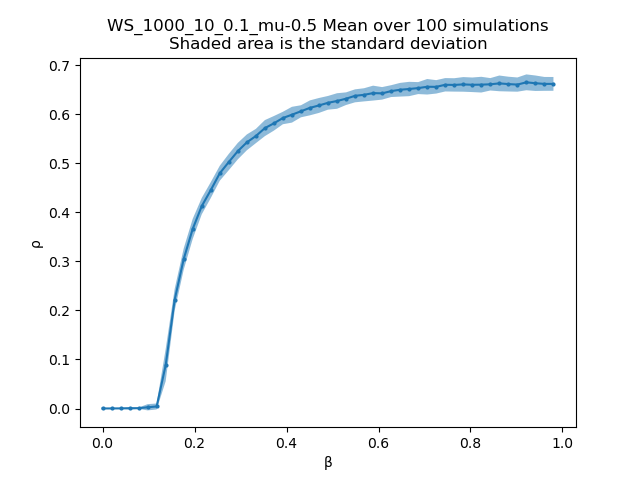 WS_1000_10_0.1_mu-0.5 Mean over 100 simulations
Shaded area is the standard deviation
0.7
0.6
0.5
0.4
0.3
0.2
0.1
0.0
ρ
0.0 0.2 0.4 0.6 0.8 1.0
β